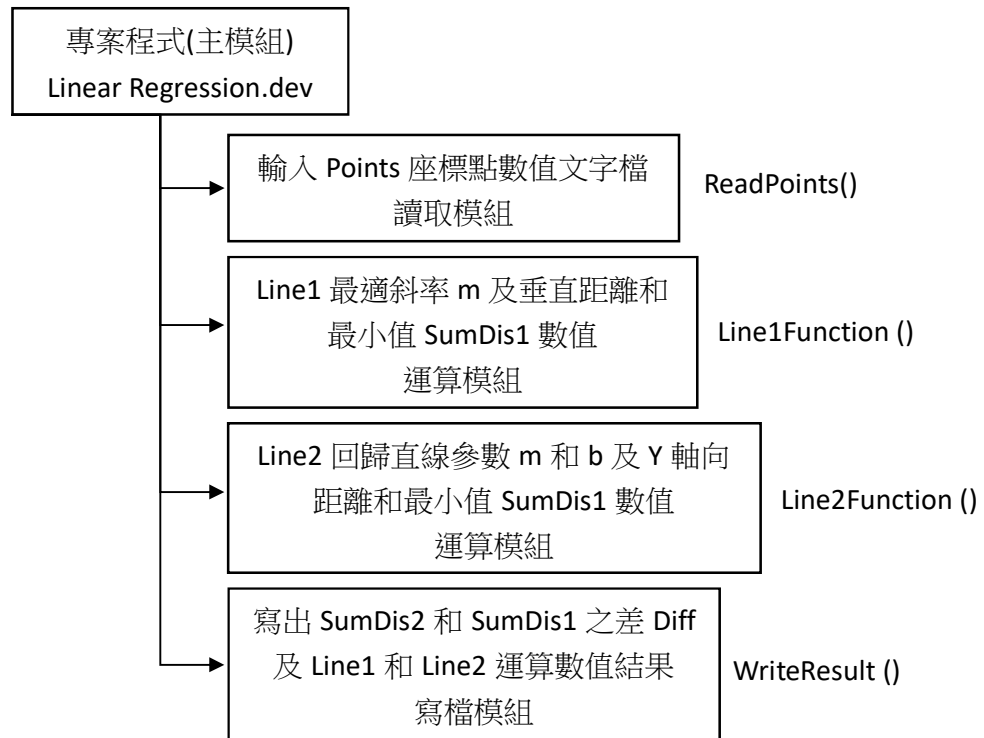 專案程式(主模組)
Linear Regression.dev
輸入 Points 座標點數值文字檔
讀取模組
ReadPoints()
Line1 最適斜率 m 及垂直距離和
最小值 SumDis1 數值
運算模組
Line1Function ()
Line2 回歸直線參數 m 和 b 及 Y 軸向
距離和最小值 SumDis1 數值
運算模組
Line2Function ()
寫出 SumDis2 和 SumDis1 之差 Diff
及 Line1 和 Line2 運算數值結果
寫檔模組
WriteResult ()